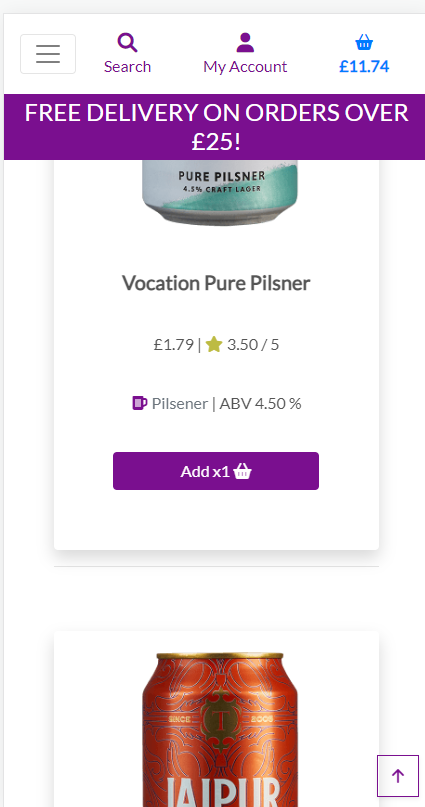 Search
My Account
£11.74
FREE DELIVERY ON ORDERS OVER
£25!
PURE PILSNER
4.5% CRAFT LAGER
Vocation Pure Pilsner
£1.79 | 3.50 / 5
Pilsener | ABV 4.50 %
Add x1
SINCE T 2005
JAIPUR